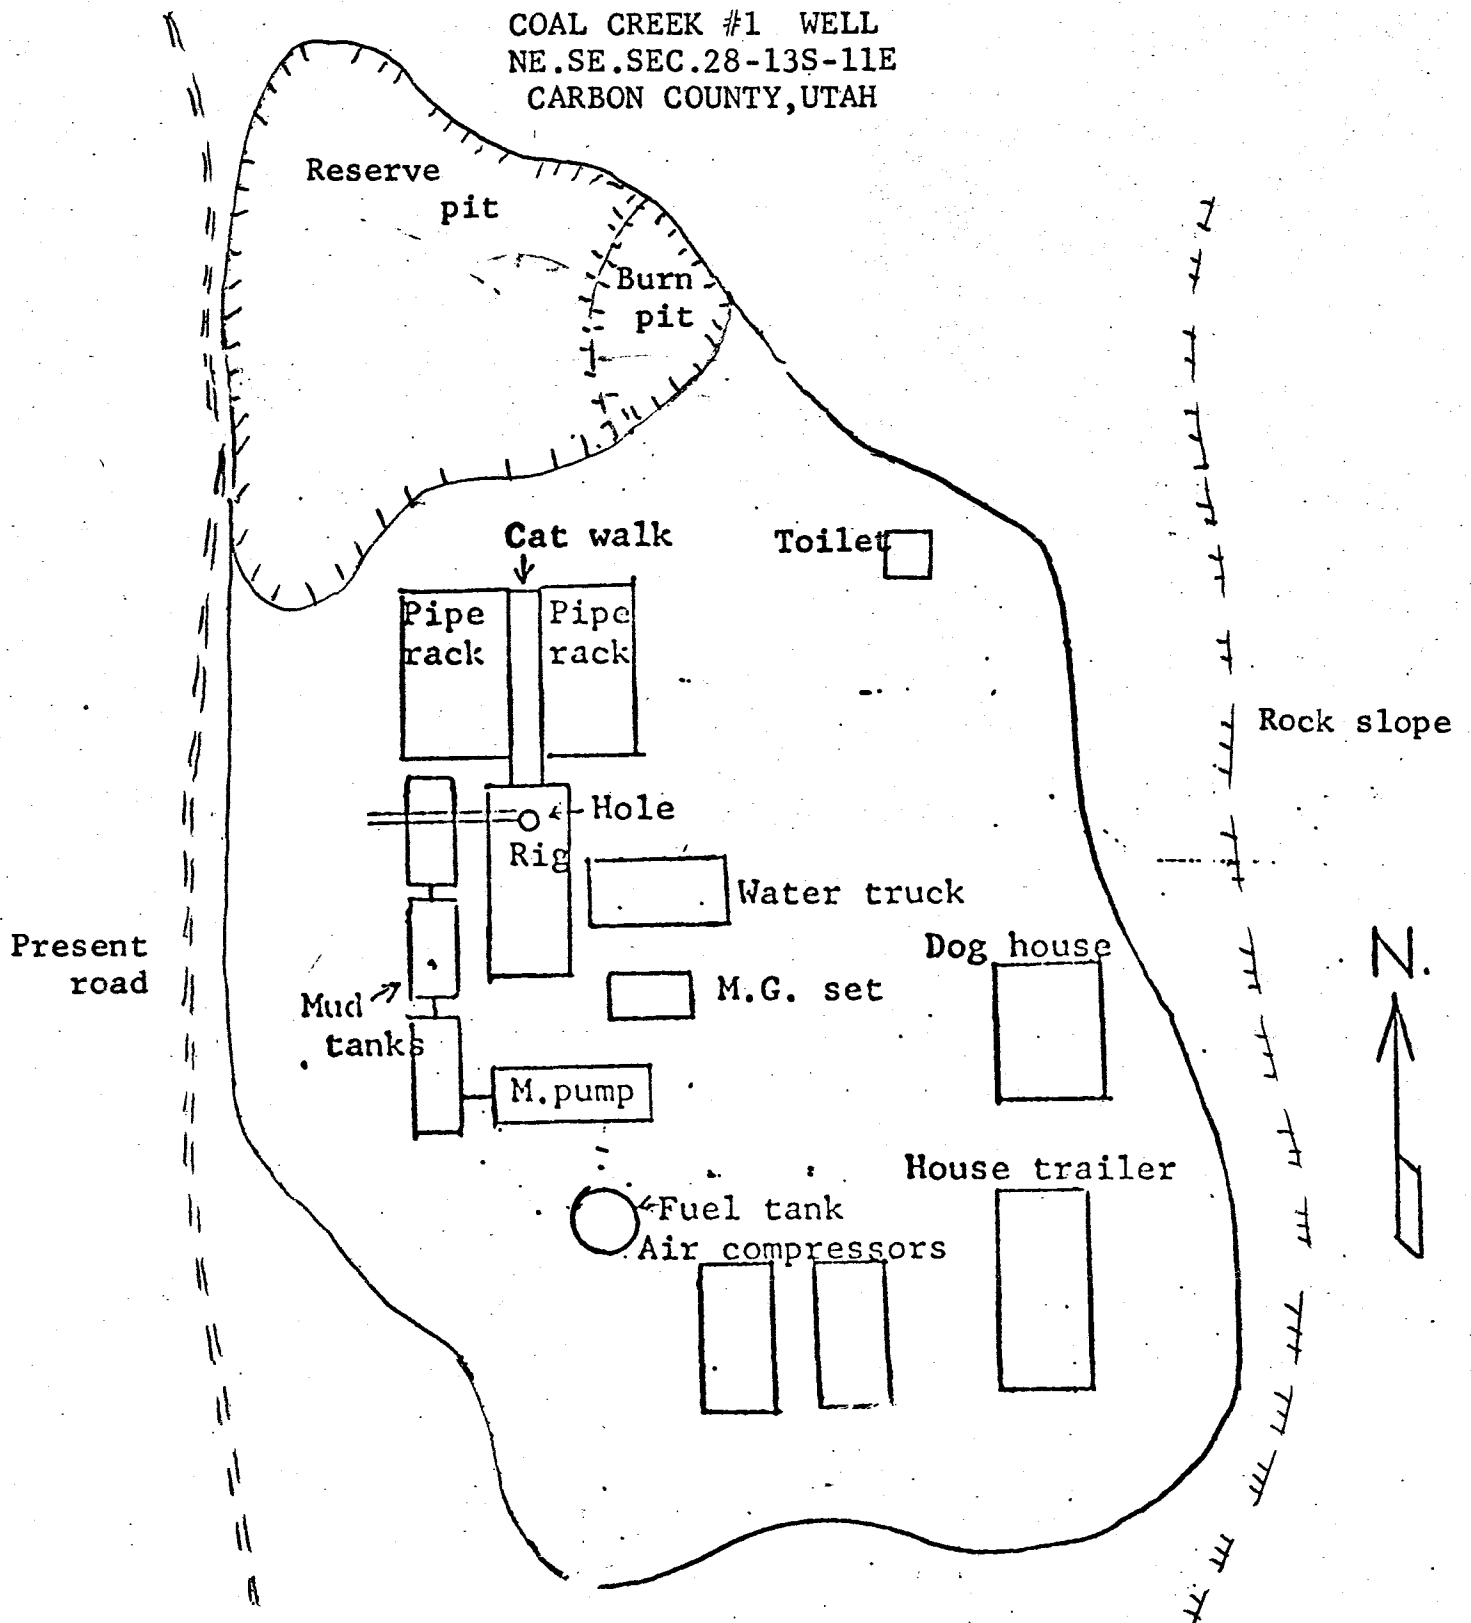 COAL CREEK #1 WELL
NE.SE.SEC.28-13S-11E
CARBON COUNTY,UTAH
Reserve
pit
Burn
pit
Cat walk
Toilet
Pipe
rack
Pipe
rack
Rock slope
Hole
Rig
Water truck
Present
road
Dog house
N.
M.G. set
Mud
tanks
M.pump
House trailer
Fuel tank
Air compressors